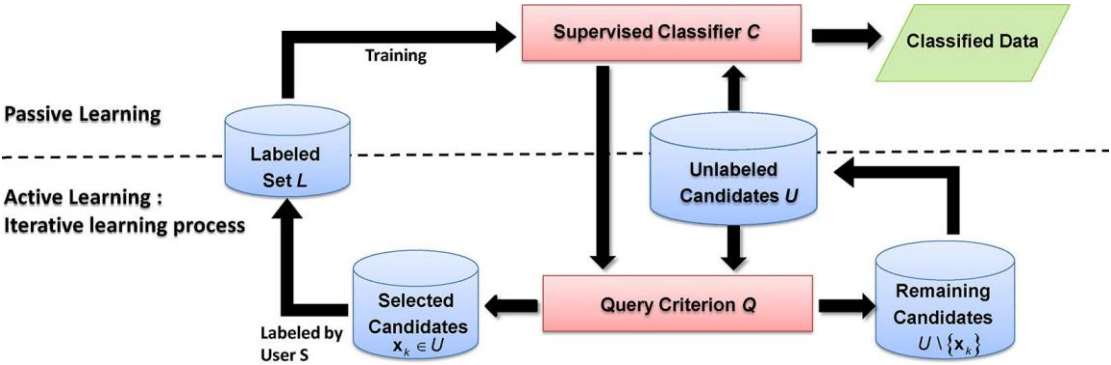 Supervised Classifier C
Classified Data
Training
Passive Learning
Labeled
Set L
Unlabeled
Candidates U
Active Learning :
Iterative learning process
Selected
Candidates
x_k ∈ U
Query Criterion Q
Remaining
Candidates
U \ {x_k}
Labeled by
User S